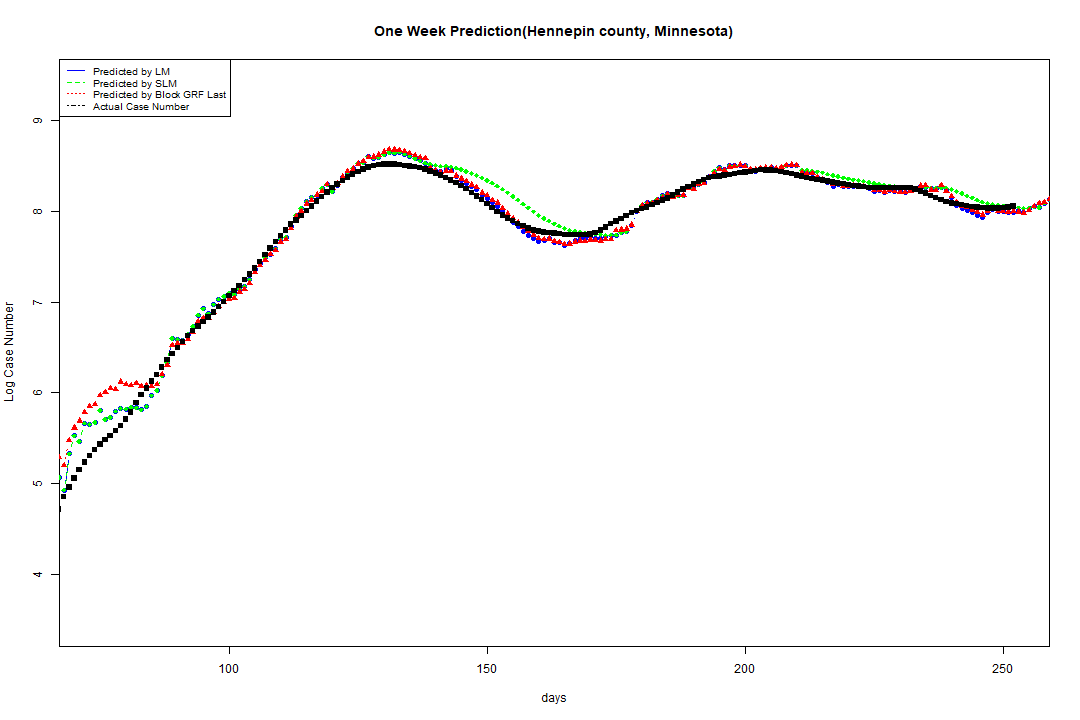 One Week Prediction(Hennepin county, Minnesota)
Predicted by LM
Predicted by SLM
Predicted by Block GRF Last
Actual Case Number
9
8
7
6
5
4
Log Case Number
100 150 200 250
days